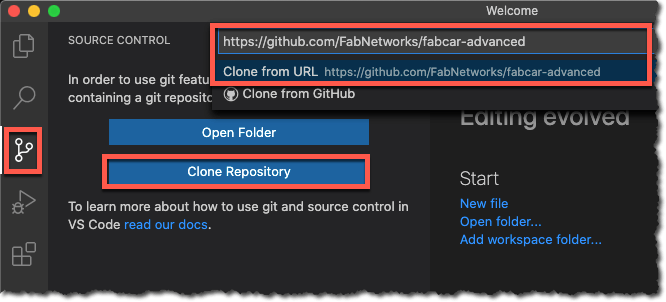 Welcome
SOURCE CONTROL
https://github.com/FabNetworks/fabcar-advanced
Clone from URL https://github.com/FabNetworks/fabcar-advanced
Clone from GitHub
In order to use git featu
containing a git reposito
Open Folder
Clone Repository
To learn more about how to use git and source control in
VS Code read our docs.
Editing evolved
Start
New file
Open folder...
Add workspace folder...